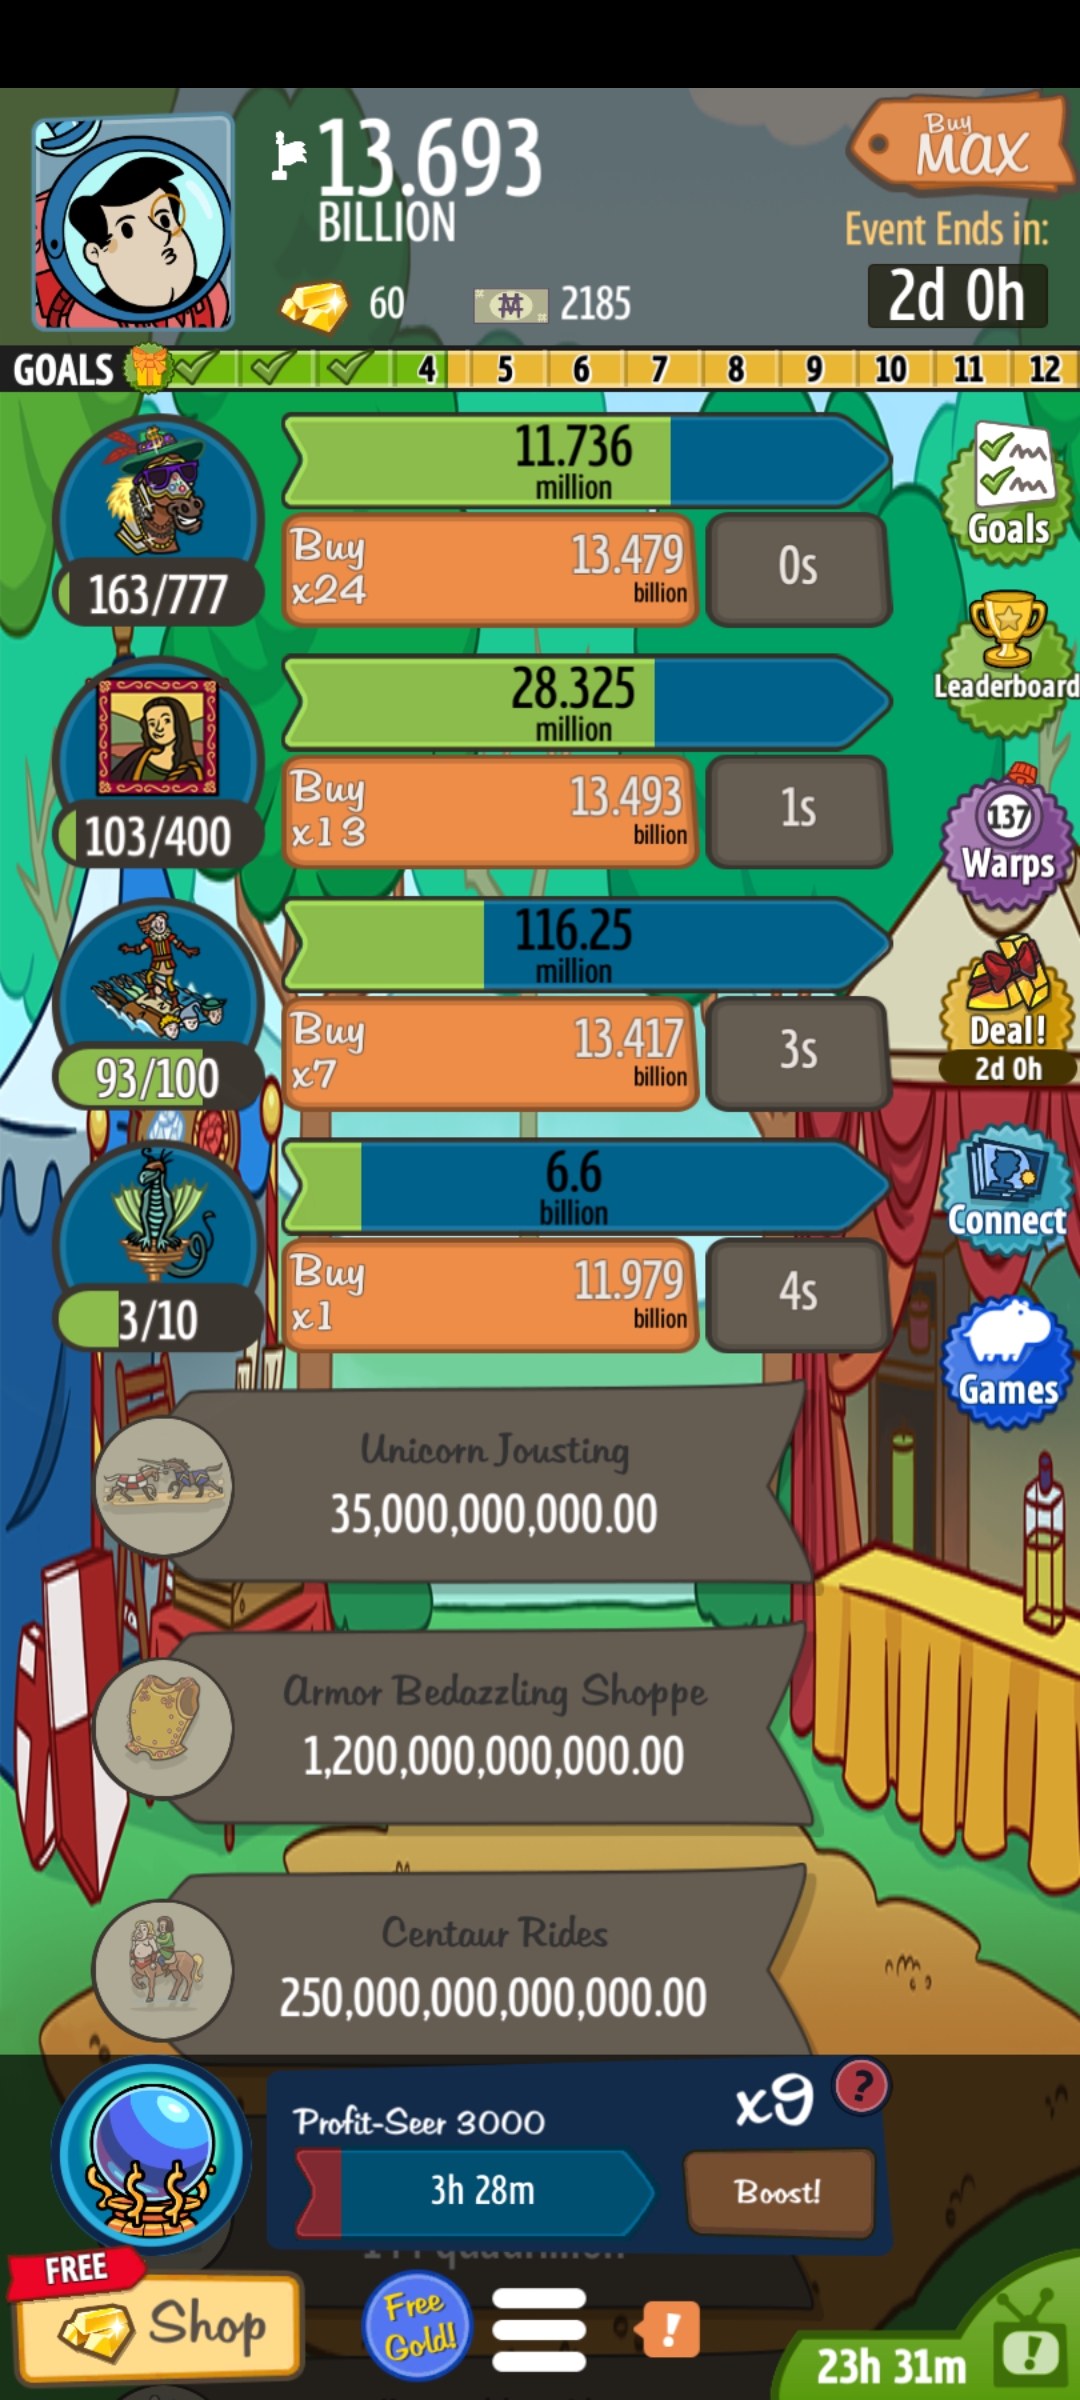 13.693
BILLION
Buy
MAX
Event Ends in:
2d 0h
60
2185
GOALS 4 5 6 7 8 9 10 11 12
11.736
million
163/777
Buy
x24
13.479
billion
0s
Goals
28.325
million
103/400
Buy
x13
13.493
billion
1s
Leaderboard
137
Warps
116.25
million
93/100
Buy
x7
13.417
billion
3s
Deal!
2d 0h
6.6
billion
3/10
Buy
x1
11.979
billion
4s
Connect
Games
Unicorn Jousting
35,000,000,000.00
Armor Bedazzling Shoppe
1,200,000,000,000.00
Centaur Rides
250,000,000,000,000.00
Profit-Seer 3000
x9
?
3h 28m
Boost!
FREE
Shop
Free
Gold!
!
23h 31m
!